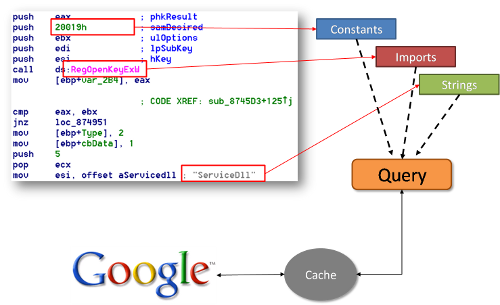 push eax ; phkResult
push 20019h ; samDesired
push ebx ; ulOptions
push edi ; lpSubKey
push esi ; hKey
call ds:RegOpenKeyExW
mov [ebp+var_2B4], eax
; CODE XREF: sub_8745D3+125↑j
cmp eax, ebx
jnz loc_874951
mov [ebp+Type], 2
mov [ebp+cbData], 1
push 5
pop ecx
mov esi, offset aServicedll ; "ServiceDll"
Constants
Imports
Strings
Query
Google™
Cache